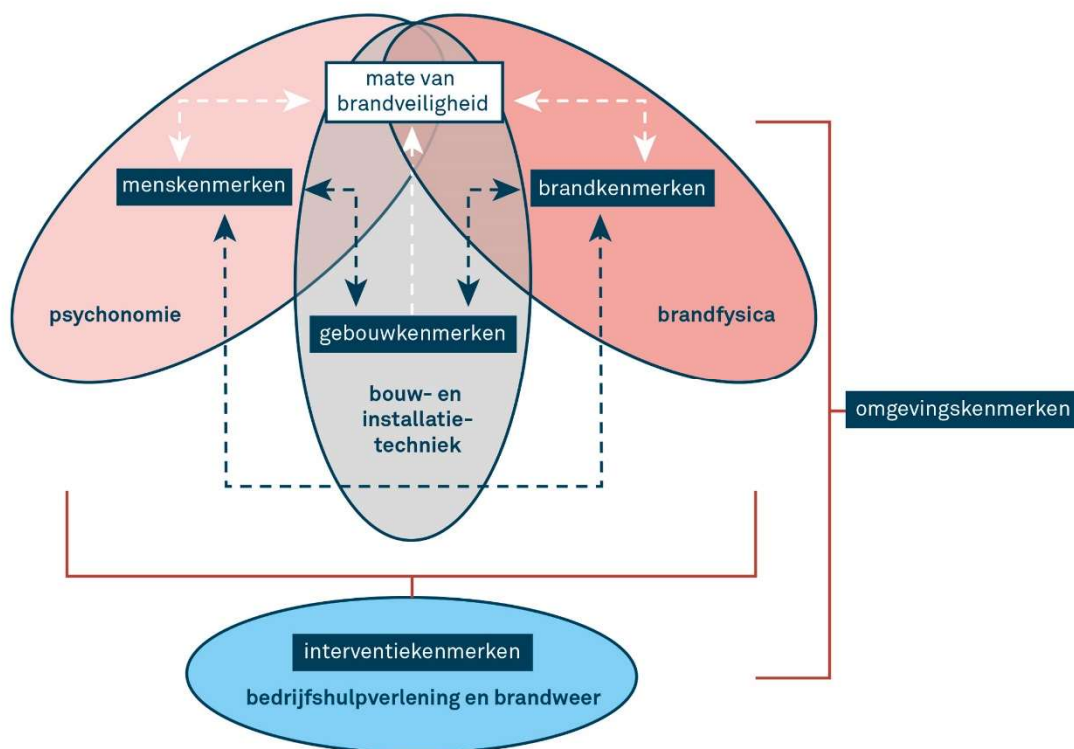 mate van
brandveiligheid
menskenmerken
brandkenmerken
psychonomie
brandfysica
gebouwkenmerken
bouw- en
installatie-
techniek
omgevingskenmerken
interventiekenmerken
bedrijfshulpverlening en brandweer